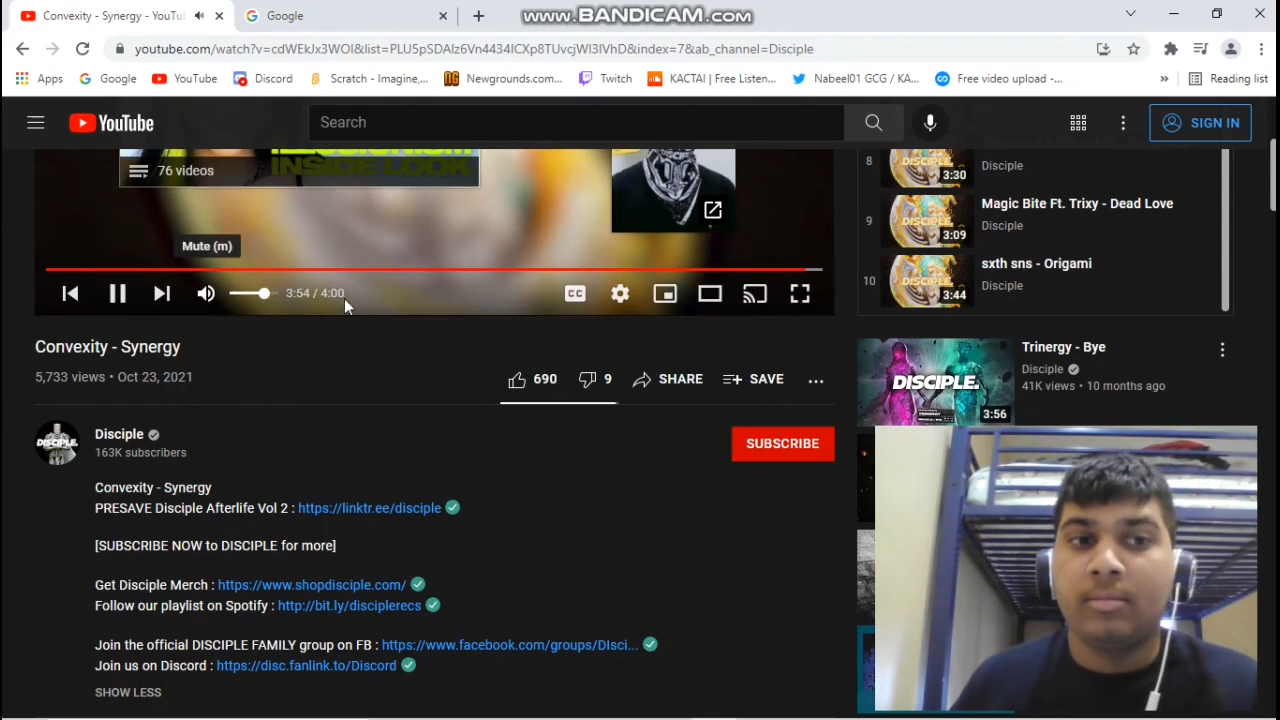 Convexity - Synergy - YouTu
Google
www.BANDICAM.com
youtube.com/watch?v=cdWEkJx3WOI&list=PLU5pSDAlz6Vn4434ICXp8TUvcjWI3IVhD&index=7&ab_channel=Disciple
Apps
Google
YouTube
Discord
Scratch - Imagine,...
Newgrounds.com...
Twitch
KACTAI | Free Listen...
Nabeel01 GCG / KA...
Free video upload -...
»
Reading list
YouTube
Search
SIGN IN
INSIDE LOOK
76 videos
Mute (m)
3:54 / 4:00
CC
8
Disciple
3:30
9
Magic Bite Ft. Trixy - Dead Love
Disciple
3:09
10
sxth sns - Origami
Disciple
3:44
Convexity - Synergy
5,733 views • Oct 23, 2021
690
9
SHARE
SAVE
Trinergy - Bye
Disciple
41K views • 10 months ago
DISCIPLE.
3:56
DISCIPLE.
Disciple
163K subscribers
SUBSCRIBE
Convexity - Synergy
PRESAVE Disciple Afterlife Vol 2 : https://linktr.ee/disciple
[SUBSCRIBE NOW to DISCIPLE for more]
Get Disciple Merch : https://www.shopdisciple.com/
Follow our playlist on Spotify : http://bit.ly/disciplerecs
Join the official DISCIPLE FAMILY group on FB : https://www.facebook.com/groups/DIsci...
Join us on Discord : https://disc.fanlink.to/Discord
SHOW LESS